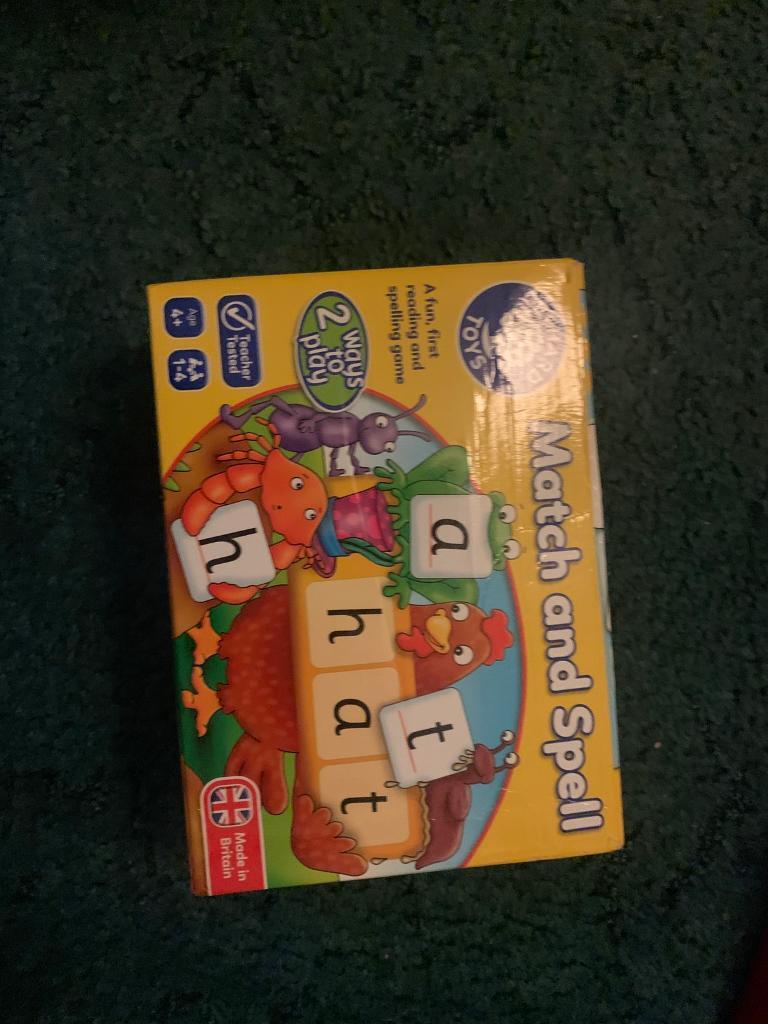 TOYS
Match and Spell
A fun, first
reading and
spelling game
2 ways
to
play
Teacher
Tested
Age
4+
1-4
a
h
h a t
t
Made in
Britain